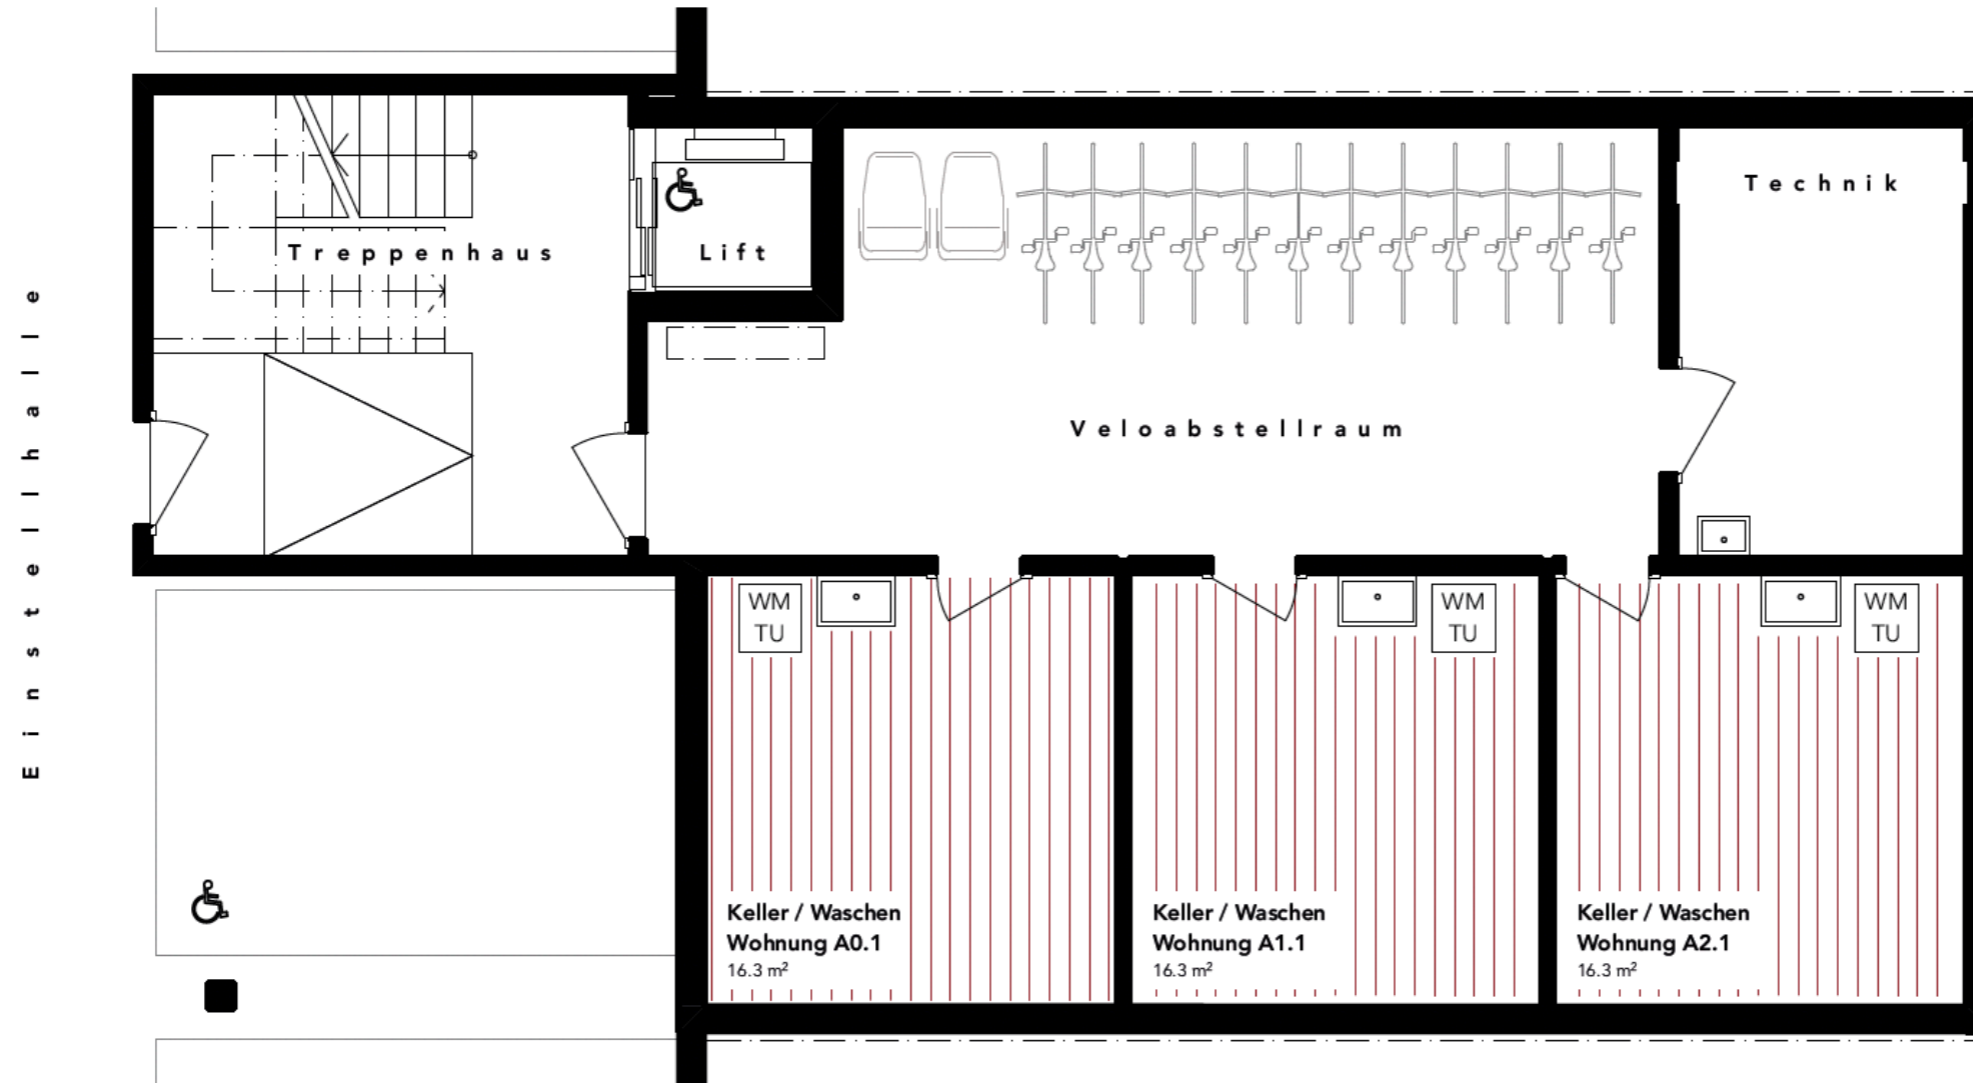 Einstellhalle
Treppenhaus
Lift
Technik
Veloabstellraum
WM
TU
WM
TU
WM
TU
Keller / Waschen
Wohnung A0.1
16.3 m²
Keller / Waschen
Wohnung A1.1
16.3 m²
Keller / Waschen
Wohnung A2.1
16.3 m²